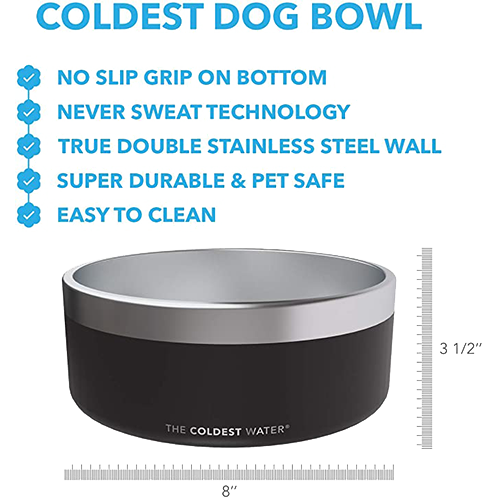 COLDEST DOG BOWL
NO SLIP GRIP ON BOTTOM
NEVER SWEAT TECHNOLOGY
TRUE DOUBLE STAINLESS STEEL WALL
SUPER DURABLE & PET SAFE
EASY TO CLEAN
3 1/2’’
THE COLDEST WATER®
8’’